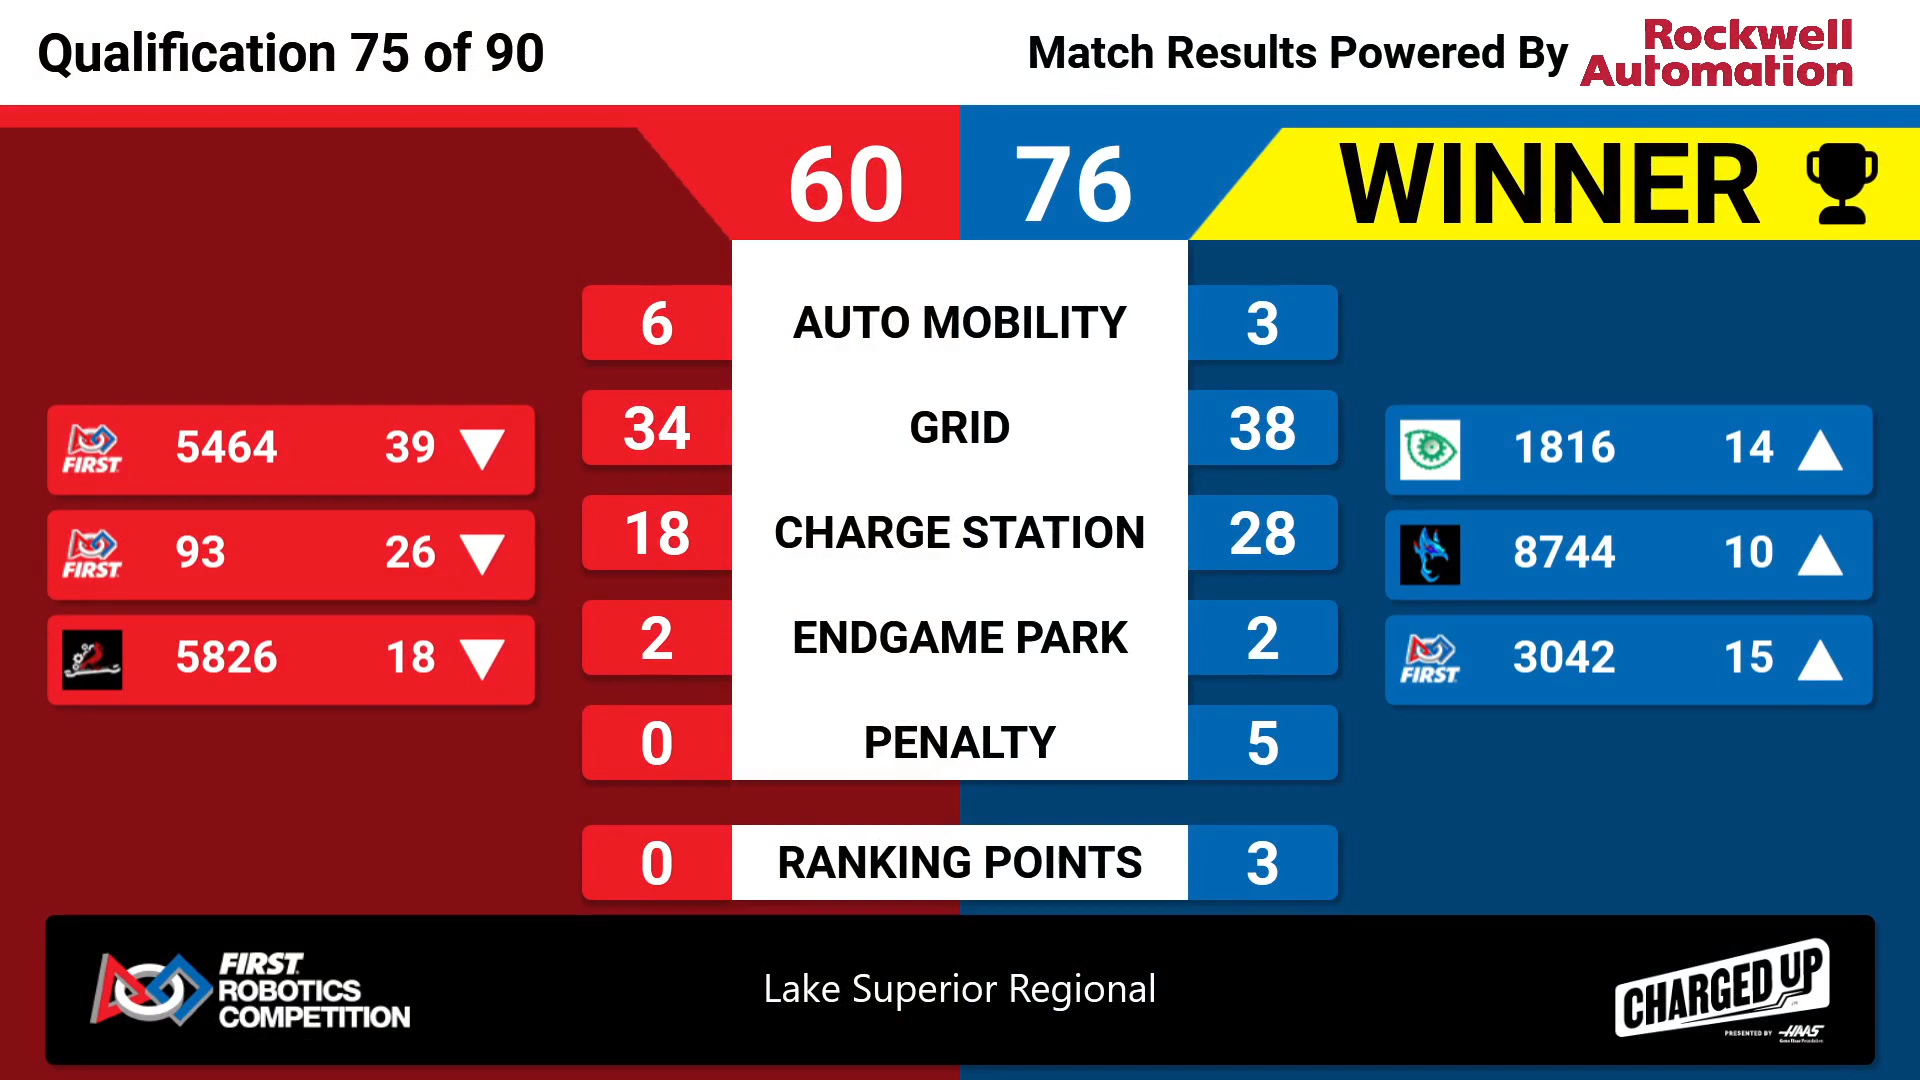 Qualification 75 of 90
Match Results Powered By
Rockwell
Automation
60 76 WINNER
6 AUTO MOBILITY 3
34 GRID 38
18 CHARGE STATION 28
2 ENDGAME PARK 2
0 PENALTY 5
0 RANKING POINTS 3
FIRST 5464 39
FIRST 93 26
5826 18
1816 14
8744 10
FIRST 3042 15
FIRST
ROBOTICS
COMPETITION
Lake Superior Regional
CHARGED UP
PRESENTED BY HAAS
Gene Haas Foundation